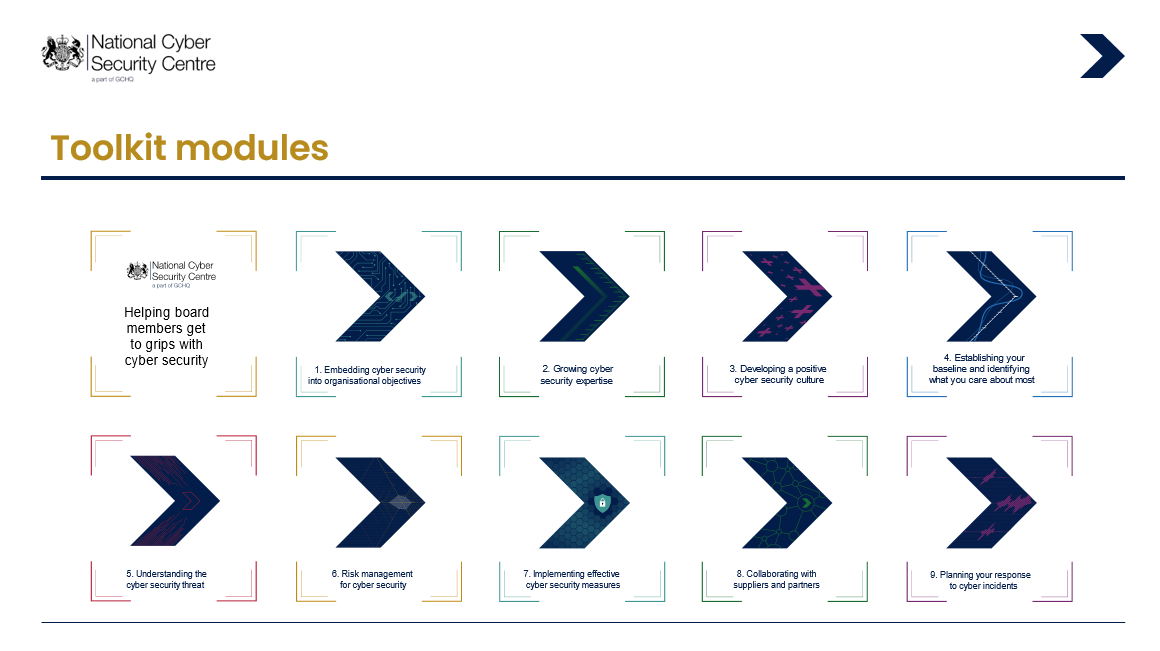 National Cyber
Security Centre
a part of GCHQ
Toolkit modules
National Cyber
Security Centre
a part of GCHQ
Helping board
members get
to grips with
cyber security
1. Embedding cyber security
into organisational objectives
2. Growing cyber
security expertise
3. Developing a positive
cyber security culture
4. Establishing your
baseline and identifying
what you care about most
5. Understanding the
cyber security threat
6. Risk management
for cyber security
7. Implementing effective
cyber security measures
8. Collaborating with
suppliers and partners
9. Planning your response
to cyber incidents